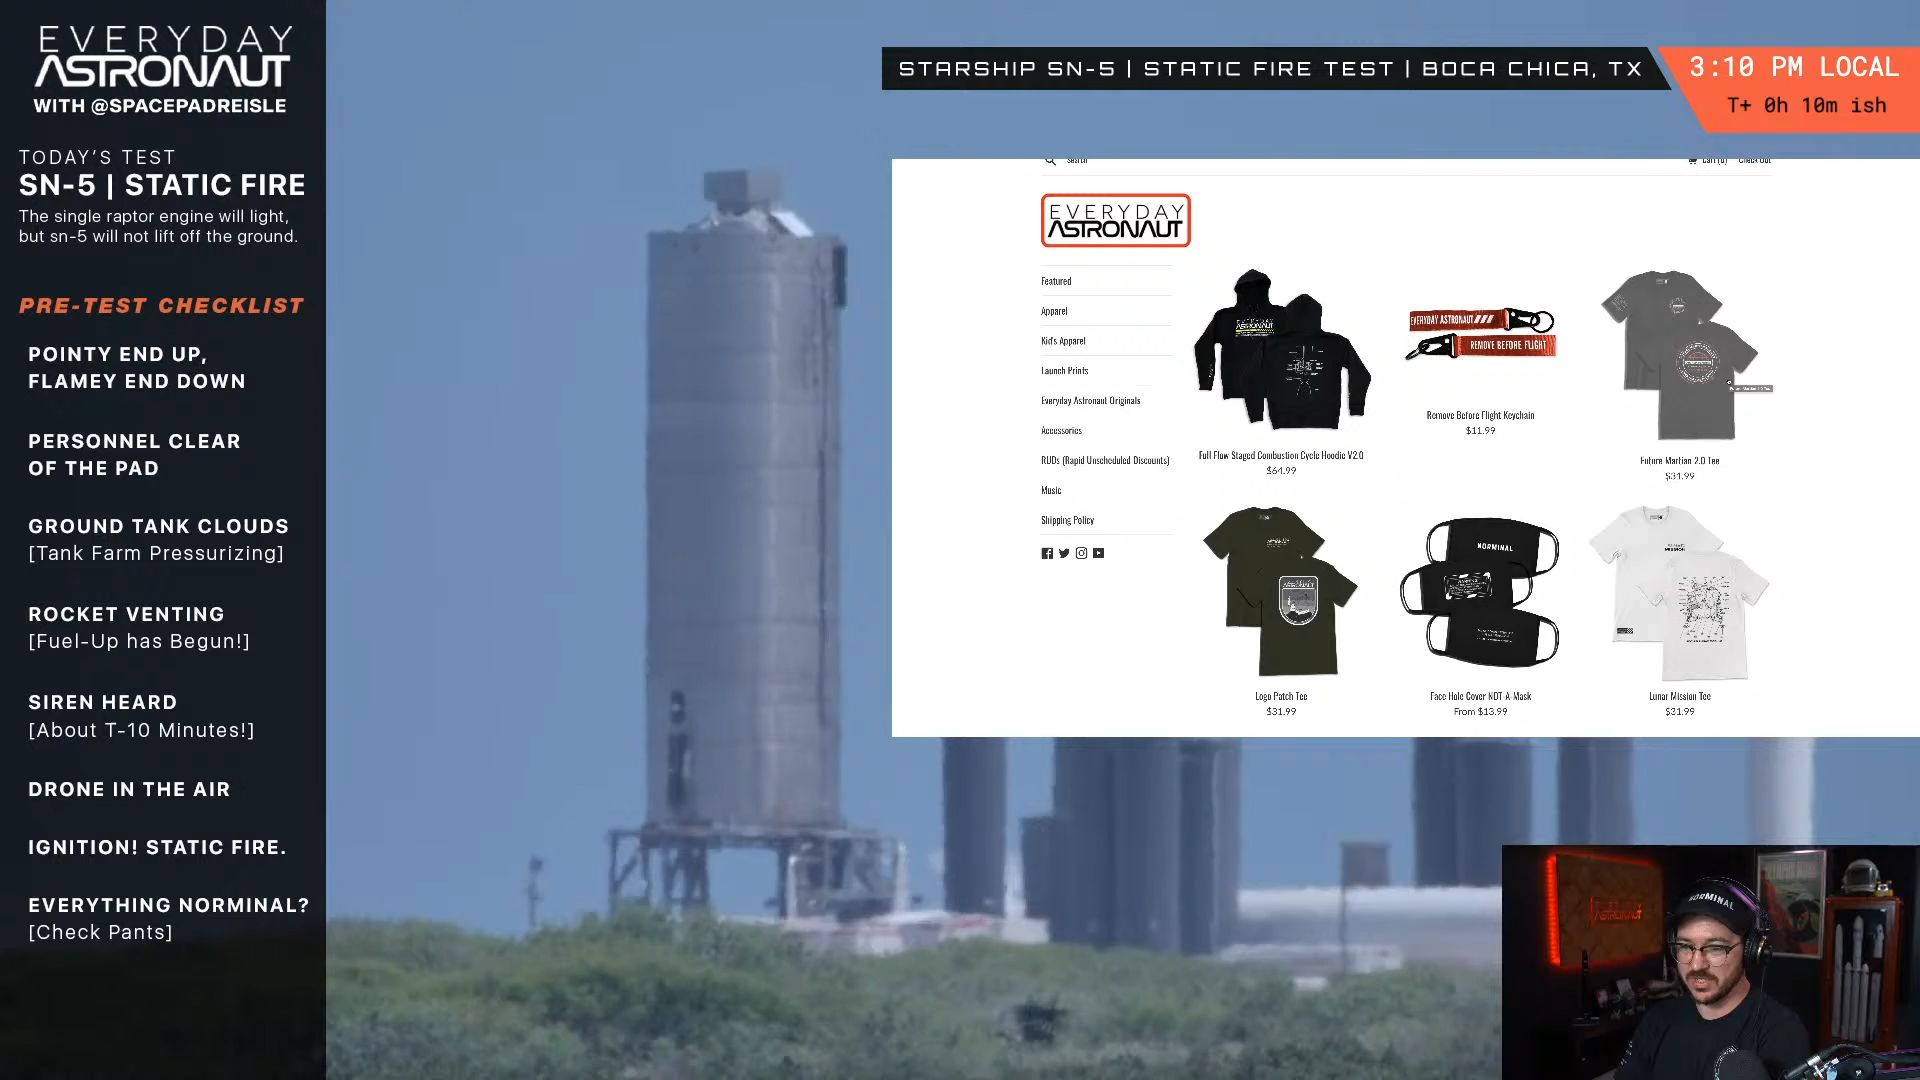 EVERYDAY
ASTRONAUT
WITH @SPACEPADREISLE
TODAY'S TEST
SN-5 | STATIC FIRE
The single raptor engine will light,
but sn-5 will not lift off the ground.
PRE-TEST CHECKLIST
POINTY END UP,
FLAMEY END DOWN
PERSONNEL CLEAR
OF THE PAD
GROUND TANK CLOUDS
[Tank Farm Pressurizing]
ROCKET VENTING
[Fuel-Up has Begun!]
SIREN HEARD
[About T-10 Minutes!]
DRONE IN THE AIR
IGNITION! STATIC FIRE.
EVERYTHING NORMINAL?
[Check Pants]
STARSHIP SN-5 | STATIC FIRE TEST | BOCA CHICA, TX
3:10 PM LOCAL
T+ 0h 10m ish
Search
Cart (0) Check Out
EVERYDAY
ASTRONAUT
Featured
Apparel
Kid's Apparel
Launch Prints
Everyday Astronaut Originals
Accessories
RUDs (Rapid Unscheduled Discounts)
Music
Shipping Policy
EVERYDAY ASTRONAUT
REMOVE BEFORE FLIGHT
Full Flow Staged Combustion Cycle Hoodie V2.0
$64.99
Remove Before Flight Keychain
$11.99
Future Martian 2.0 Tee
$31.99
NORMINAL
Logo Patch Tee
$31.99
Face Hole Cover NOT-A-Mask
From $13.99
Lunar Mission Tee
$31.99
NORMINAL